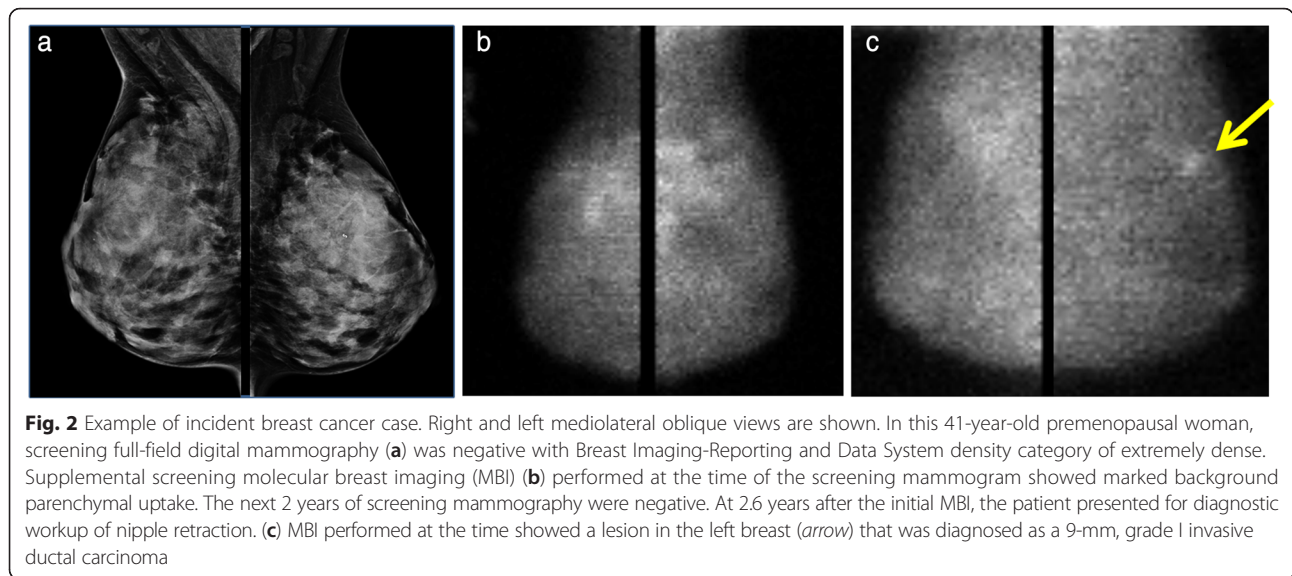 a
b
c
Fig. 2 Example of incident breast cancer case. Right and left mediolateral oblique views are shown. In this 41-year-old premenopausal woman,
screening full-field digital mammography (a) was negative with Breast Imaging-Reporting and Data System density category of extremely dense.
Supplemental screening molecular breast imaging (MBI) (b) performed at the time of the screening mammogram showed marked background
parenchymal uptake. The next 2 years of screening mammography were negative. At 2.6 years after the initial MBI, the patient presented for diagnostic
workup of nipple retraction. (c) MBI performed at the time showed a lesion in the left breast (arrow) that was diagnosed as a 9-mm, grade I invasive
ductal carcinoma